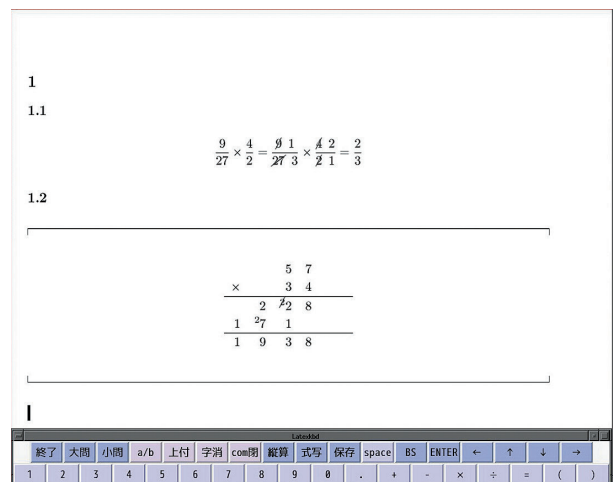 1
1.1
9/27 × 4/2 = 9 1/27 3 × 4 2/2 1 = 2/3
1.2
5 7
× 3 4
2 2 2 8
1 2 7 1
1 9 3 8
Latexkbd
終了 大問 小問 a/b 上付 字消 com閉 縦算 式写 保存 space BS ENTER ← ↑ ↓ →
1 2 3 4 5 6 7 8 9 0 . + - × ÷ = ( )